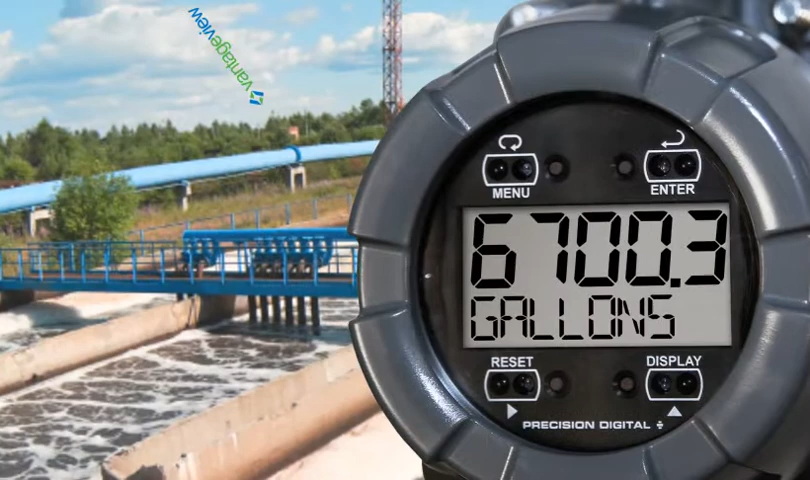 vantageview
MENU
ENTER
6700.3
GALLONS
RESET
DISPLAY
PRECISION DIGITAL